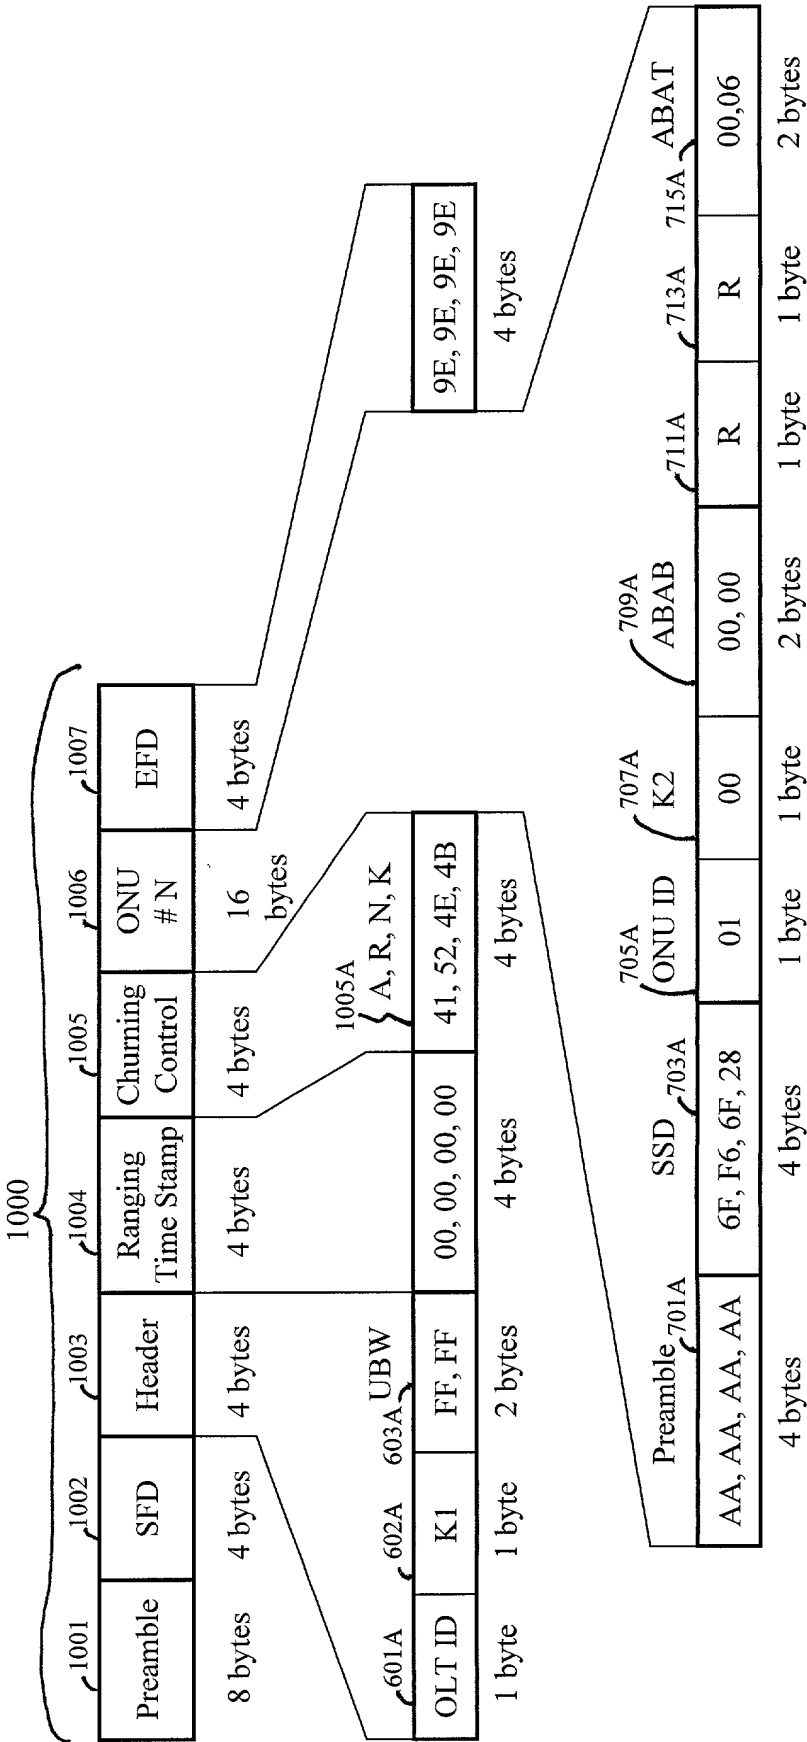 1000
1001
1002
1003
1004
1005
1006
1007
Preamble
SFD
Header
Ranging
Time Stamp
Churning
Control
ONU
# N
EFD
8 bytes
4 bytes
4 bytes
4 bytes
4 bytes
16
bytes
4 bytes
601A
602A
603A
UBW
1005A
A, R, N, K
OLT ID
K1
FF, FF
00, 00, 00, 00
41, 52, 4E, 4B
9E, 9E, 9E, 9E
1 byte
1 byte
2 bytes
4 bytes
4 bytes
4 bytes
Preamble
701A
SSD
703A
705A
ONU ID
707A
K2
709A
ABAB
711A
713A
715A
ABAT
AA, AA, AA, AA, AA
6F, F6, 6F, 28
01
00
00, 00
R
R
00,06
4 bytes
4 bytes
1 byte
1 byte
2 bytes
1 byte
1 byte
2 bytes